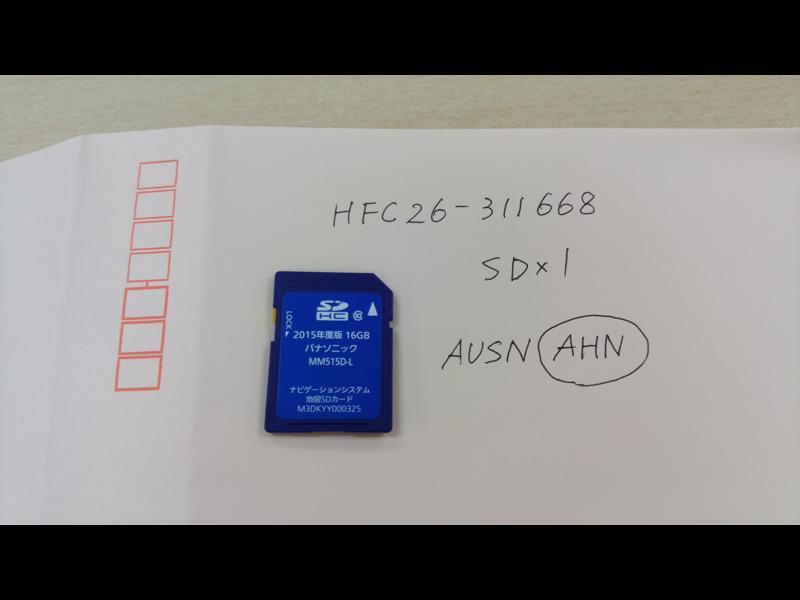 HFC26-311668
SD×1
AUSN AHN
SD
HC 10
LOCK
2015年度版 16GB
パナソニック
MM515D-L
ナビゲーションシステム
地図SDカード
M3DKYY000325